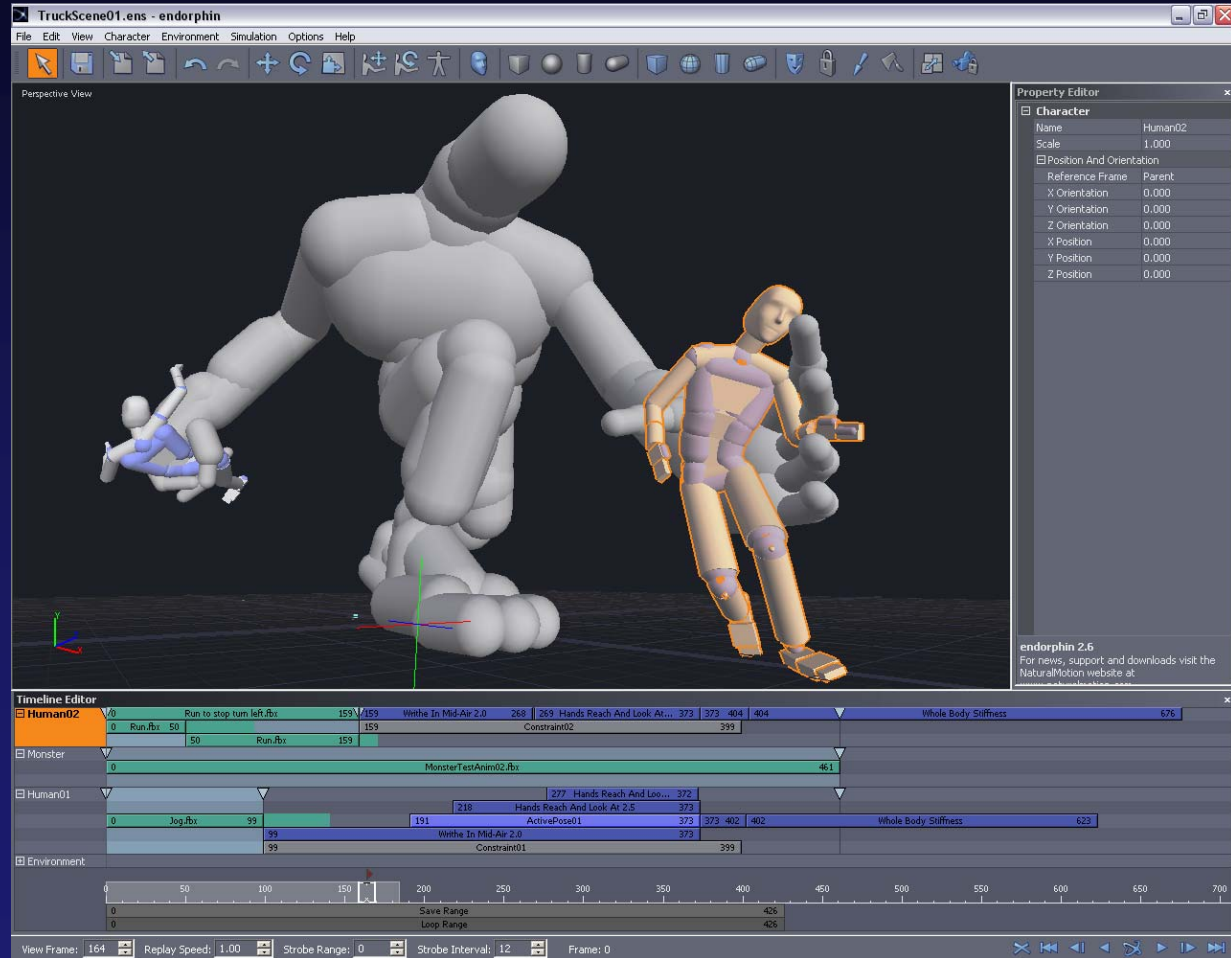 TruckScene01.ens - endorphin
File Edit View Character Environment Simulation Options Help
Perspective View
Property Editor
Character
Name Human02
Scale 1.000
Position And Orientation
Reference Frame Parent
X Orientation 0.000
Y Orientation 0.000
Z Orientation 0.000
X Position 0.000
Y Position 0.000
Z Position 0.000
Y
X
endorphin 2.6
For news, support and downloads visit the
NaturalMotion website at
Timeline Editor
Human02 0 Run to stop turn left.fbx 159 159 Writhe In Mid-Air 2.0 268 269 Hands Reach And Look At... 373 373 404 404 Whole Body Stiffness 676
0 Run.fbx 50 159 Constraint02 399
50 Run.fbx 159
Monster
0 MonsterTestAnim02.fbx 461
Human01 277 Hands Reach And Loo... 372
218 Hands Reach And Look At 2.5 373
0 Jog.fbx 99 191 ActivePose01 373 373 402 402 Whole Body Stiffness 623
99 Writhe In Mid-Air 2.0 373
99 Constraint01 399
Environment
0 50 100 150 200 250 300 350 400 450 500 550 600 650 700
0 Save Range 426
0 Loop Range 426
View Frame: 164 Replay Speed: 1.00 Strobe Range: 0 Strobe Interval: 12 Frame: 0